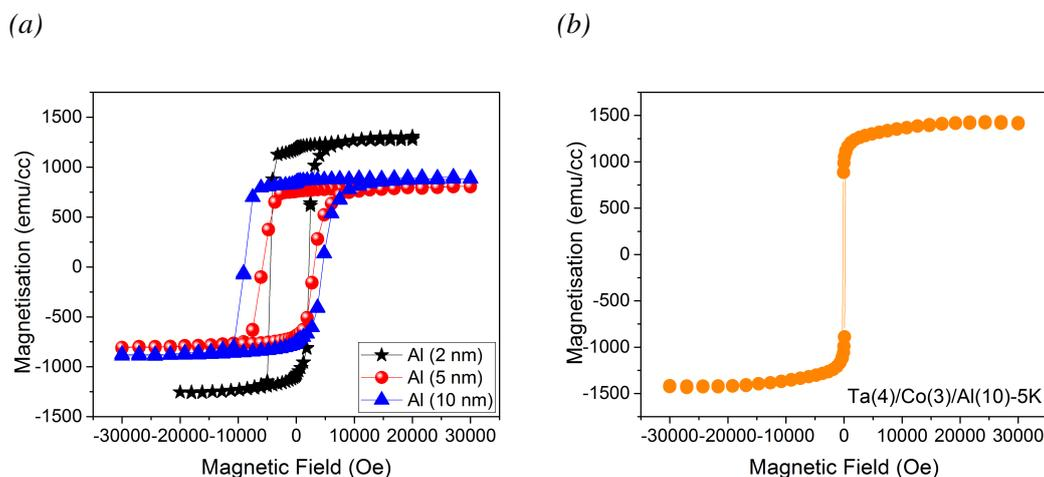 (a)
(b)
1500
1000
500
0
-500
-1000
-1500
Magnetisation (emu/cc)
Al (2 nm)
Al (5 nm)
Al (10 nm)
-30000-20000-10000 0 10000 20000 30000
Magnetic Field (Oe)
1500
1000
500
0
-500
-1000
-1500
Magnetisation (emu/cc)
Ta(4)/Co(3)/Al(10)-5K
-30000-20000-10000 0 10000 20000 30000
Magnetic Field (Oe)